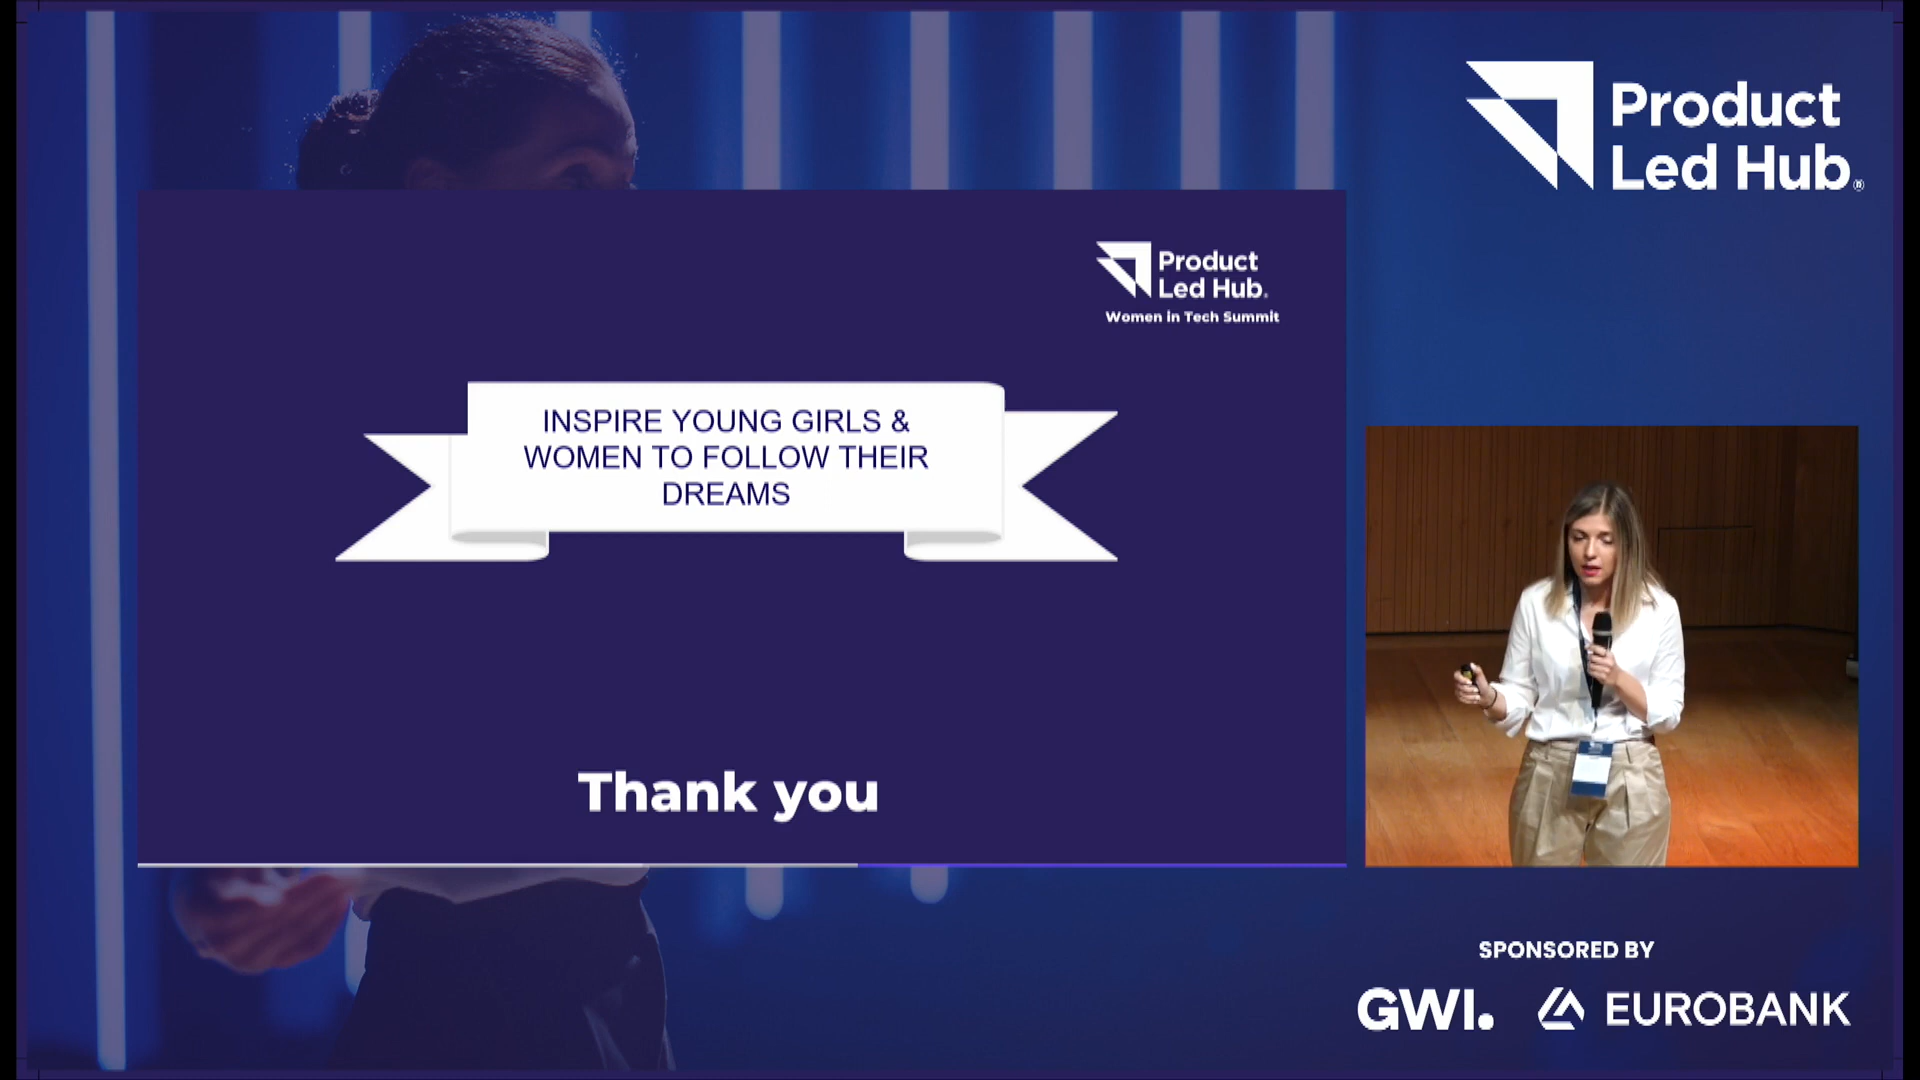 Product
Led Hub®
Product
Led Hub.
Women in Tech Summit
INSPIRE YOUNG GIRLS &
WOMEN TO FOLLOW THEIR
DREAMS
Thank you
SPONSORED BY
GWI.
EUROBANK